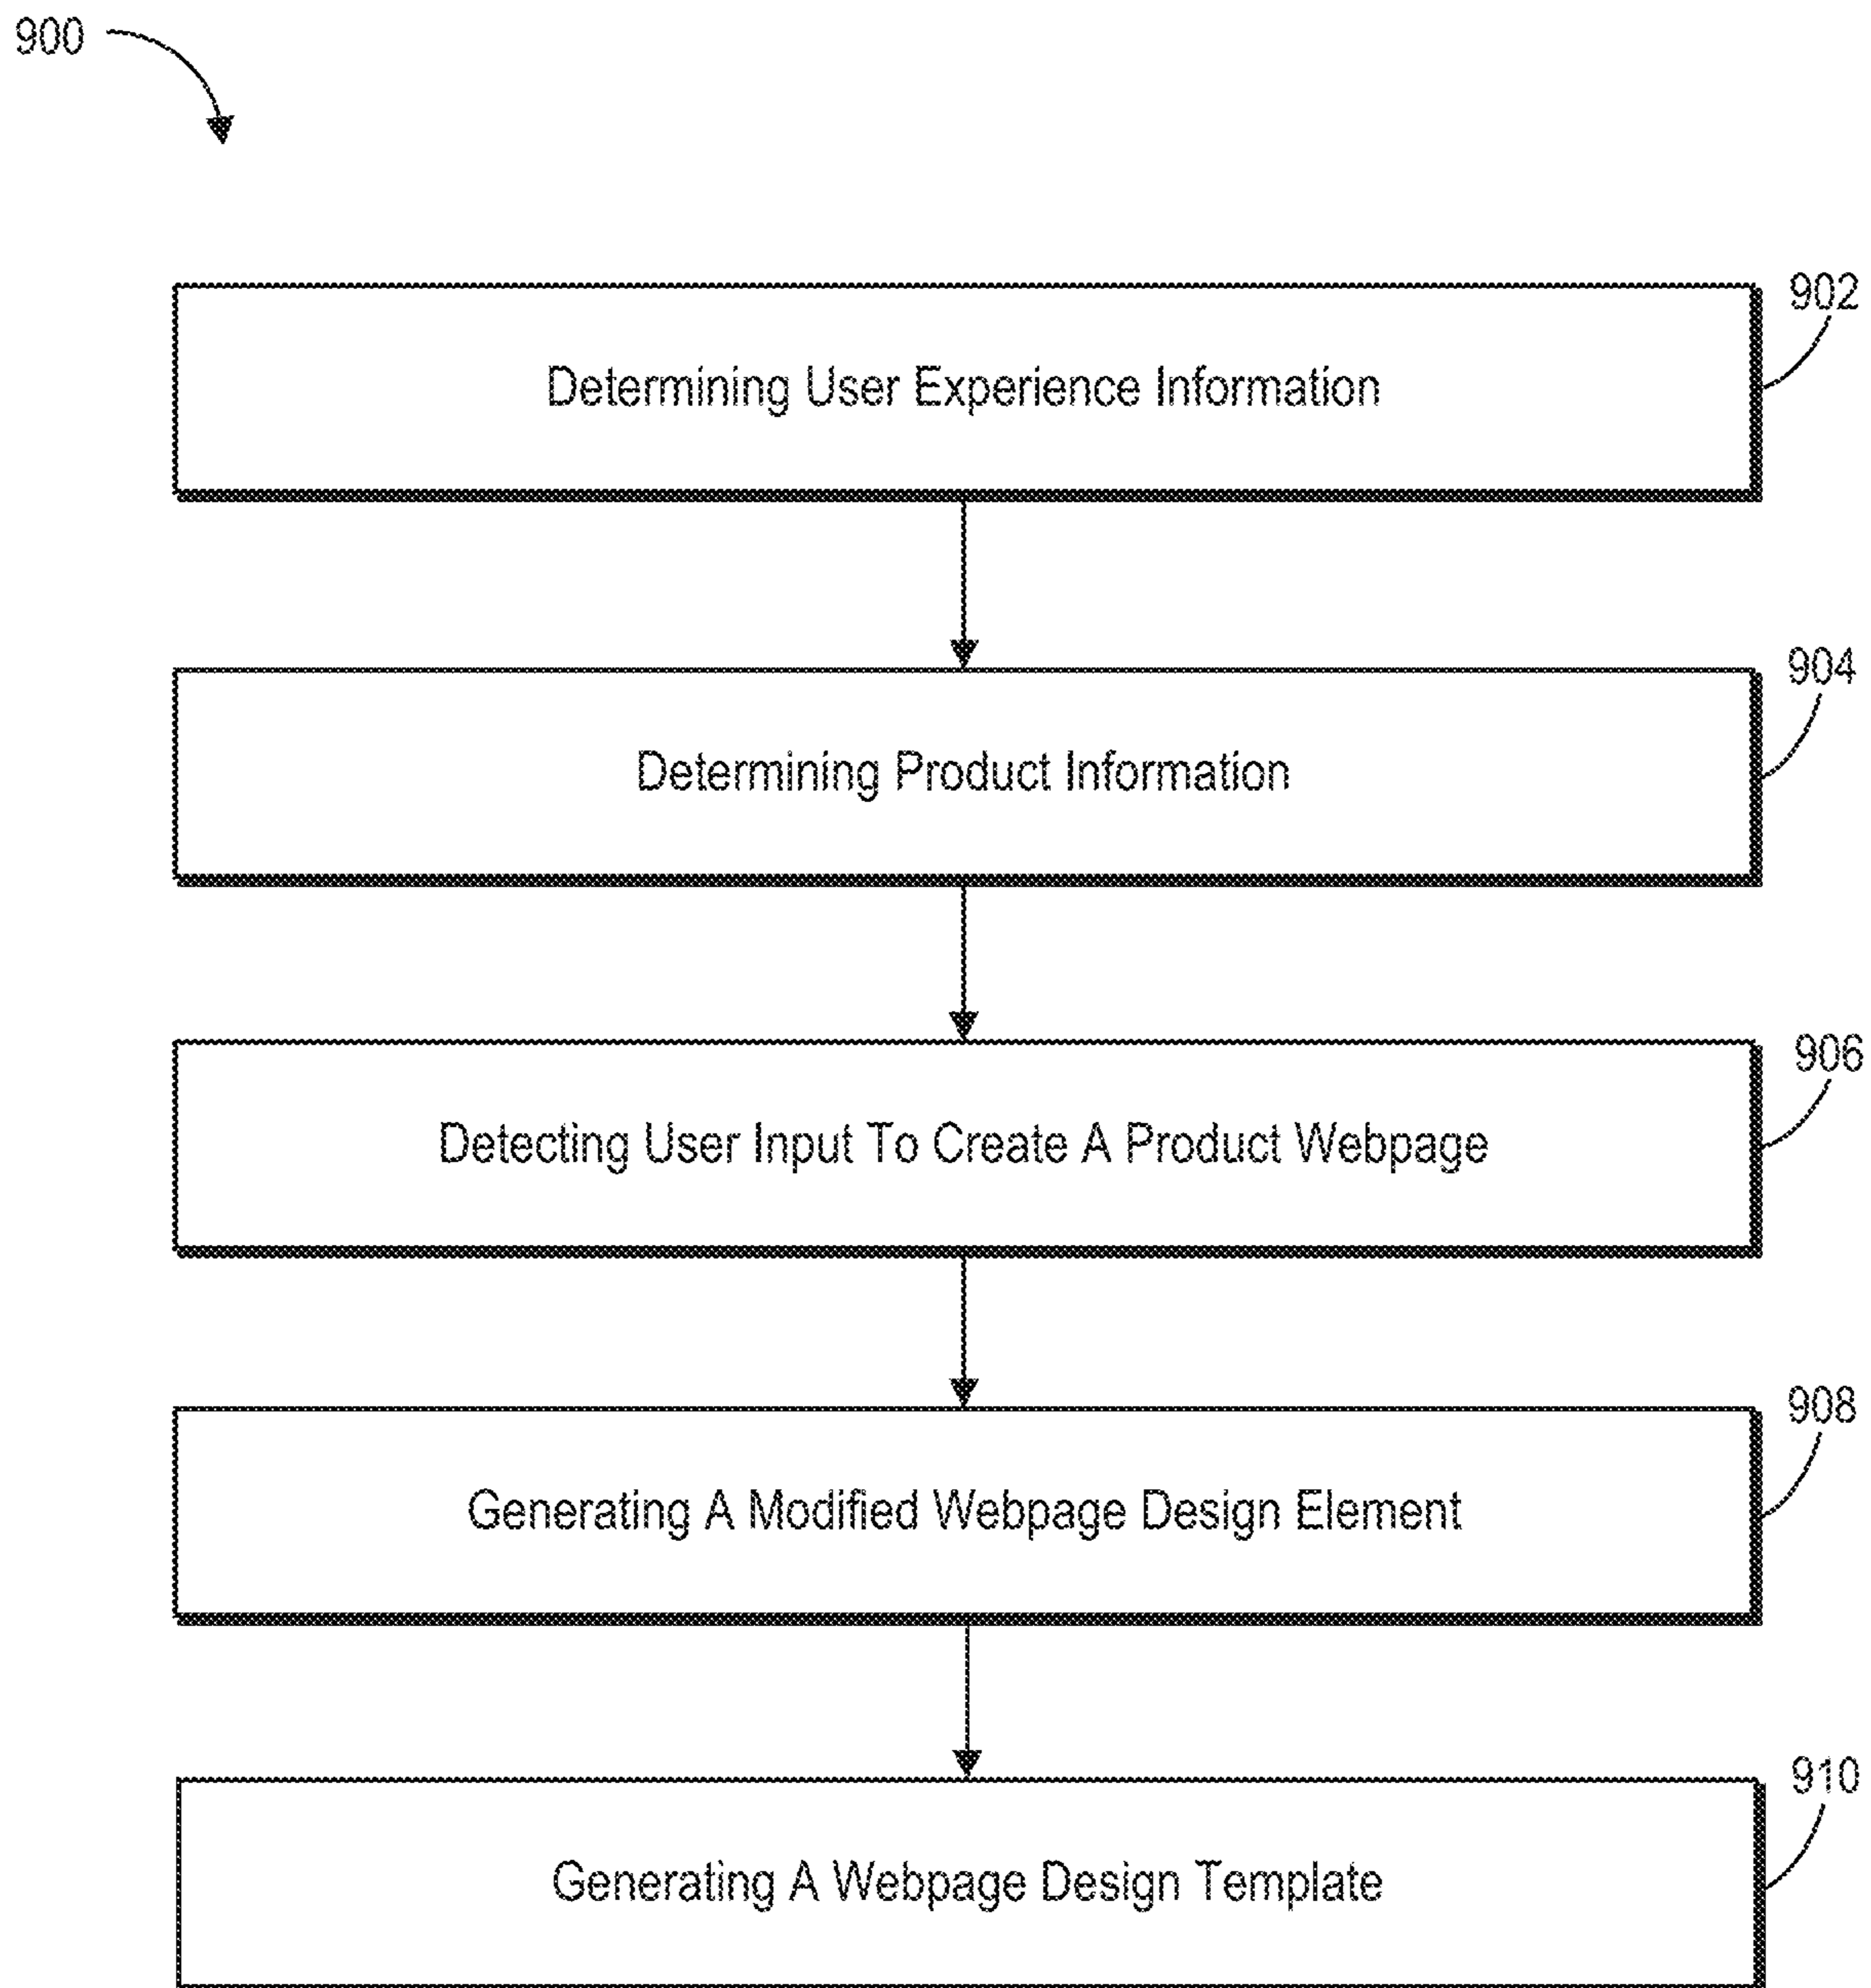 900
902
Determining User Experience Information
904
Determining Product Information
906
Detecting User Input To Create A Product Webpage
908
Generating A Modified Webpage Design Element
910
Generating A Webpage Design Template